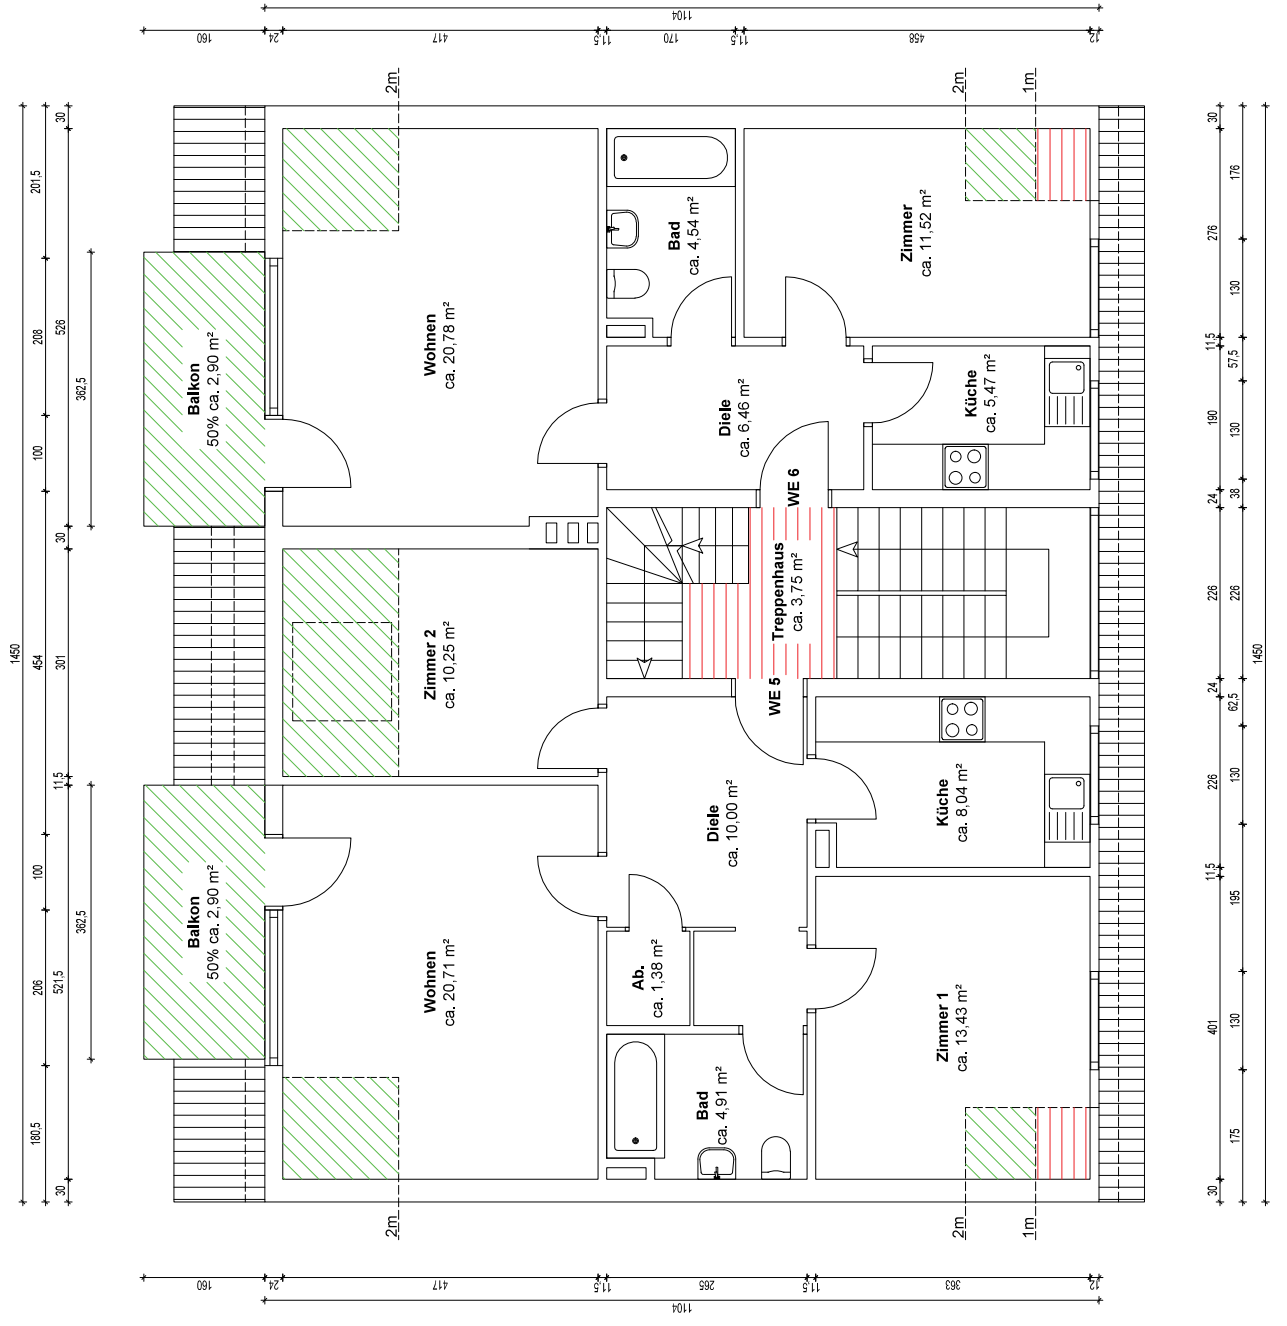 1104
160
24
417
11,5
170
11,5
458
12
2m
2m
1m
30
201,5
208
526
362,5
100
30
1450
454
301
11,5
100
362,5
206
521,5
180,5
30
Balkon
50% ca. 2,90 m²
Wohnen
ca. 20,78 m²
Bad
ca. 4,54 m²
Zimmer
ca. 11,52 m²
Diele
ca. 6,46 m²
Küche
ca. 5,47 m²
WE 6
Treppenhaus
ca. 3,75 m²
WE 5
Zimmer 2
ca. 10,25 m²
Balkon
50% ca. 2,90 m²
Wohnen
ca. 20,71 m²
Diele
ca. 10,00 m²
Küche
ca. 8,04 m²
Ab.
ca. 1,38 m²
Bad
ca. 4,91 m²
Zimmer 1
ca. 13,43 m²
30
176
276
130
11,5
57,5
190
130
24
38
226
226
1450
24
62,5
226
130
11,5
195
401
130
175
30
2m
2m
1m
160
24
417
11,5
265
11,5
363
12
1104